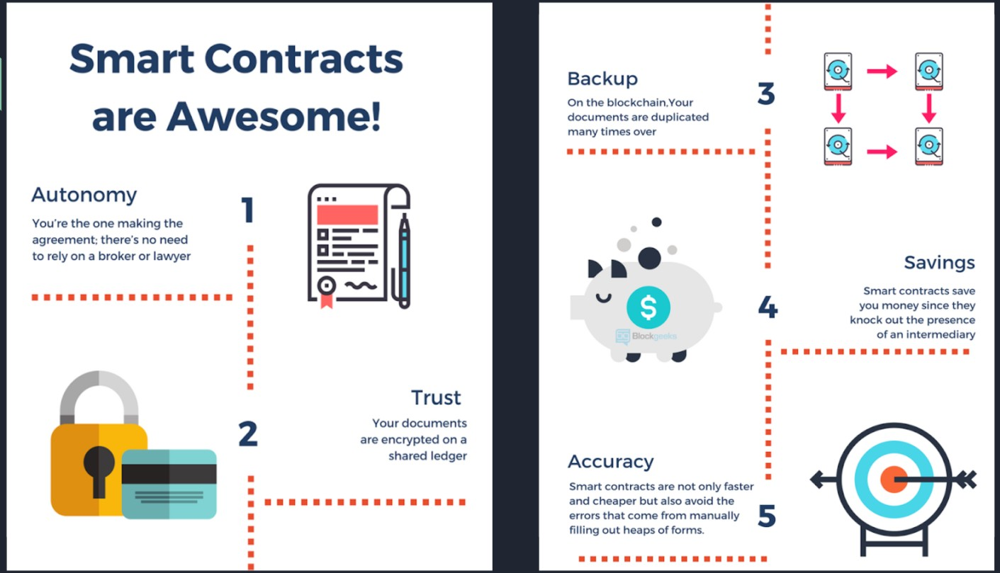 Smart Contracts
are Awesome!
Autonomy
You're the one making the
agreement; there's no need
to rely on a broker or lawyer
1
Trust
Your documents
are encrypted on a
shared ledger
2
Backup
On the blockchain,Your
documents are duplicated
many times over
3
Savings
Smart contracts save
you money since they
knock out the presence
of an intermediary
4
$
Blockgeeks
Accuracy
Smart contracts are not only faster
and cheaper but also avoid the
errors that come from manually
filling out heaps of forms.
5